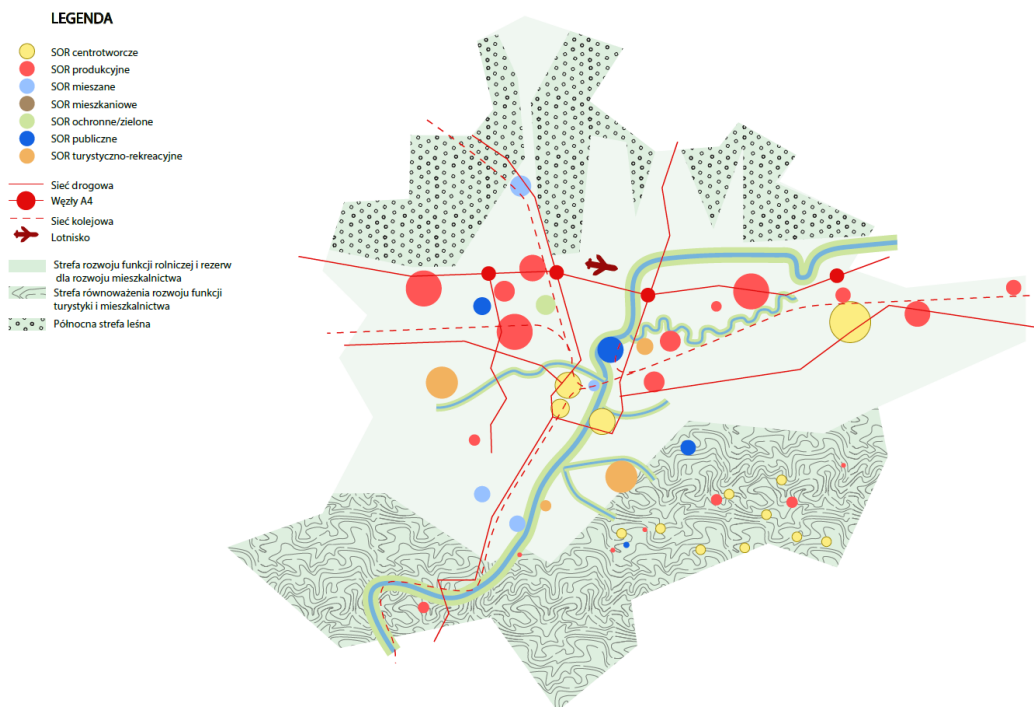 LEGENDA
SOR centrotworcze
SOR produkcyjne
SOR mieszane
SOR mieszkaniowe
SOR ochronne/zielone
SOR publiczne
SOR turystyczno-rekreacyjne
Sieć drogowa
Węzły A4
Sieć kolejowa
Lotnisko
Strefa rozwoju funkcji rolniczej i rezerw
dla rozwoju mieszkalnictwa
Strefa równoważenia rozwoju funkcji
turystyki i mieszkalnictwa
Północna strefa leśna